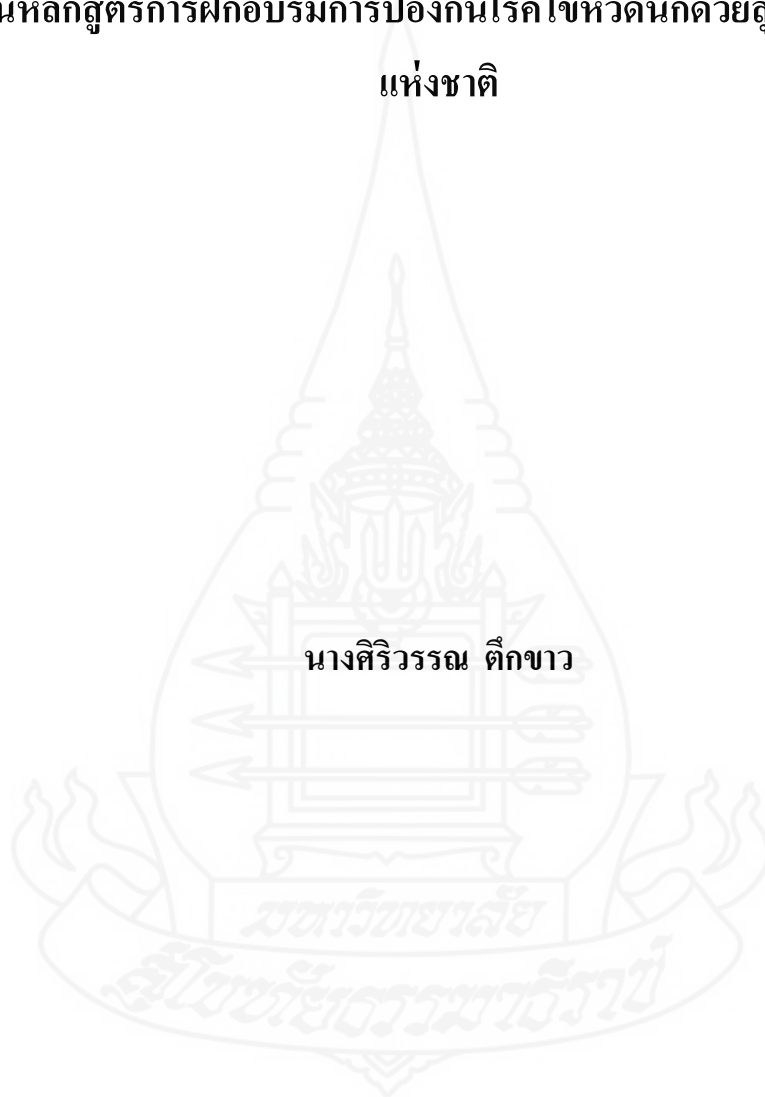 หลักสูตรการฝึกอบรมการป้องกันโรคไข้หวัดนกด้วย
แห่งชาติ
นางศิริวรรณ ตึกขาว
มหาวิทยาลัย
สุโขทัยธรรมาธิราช